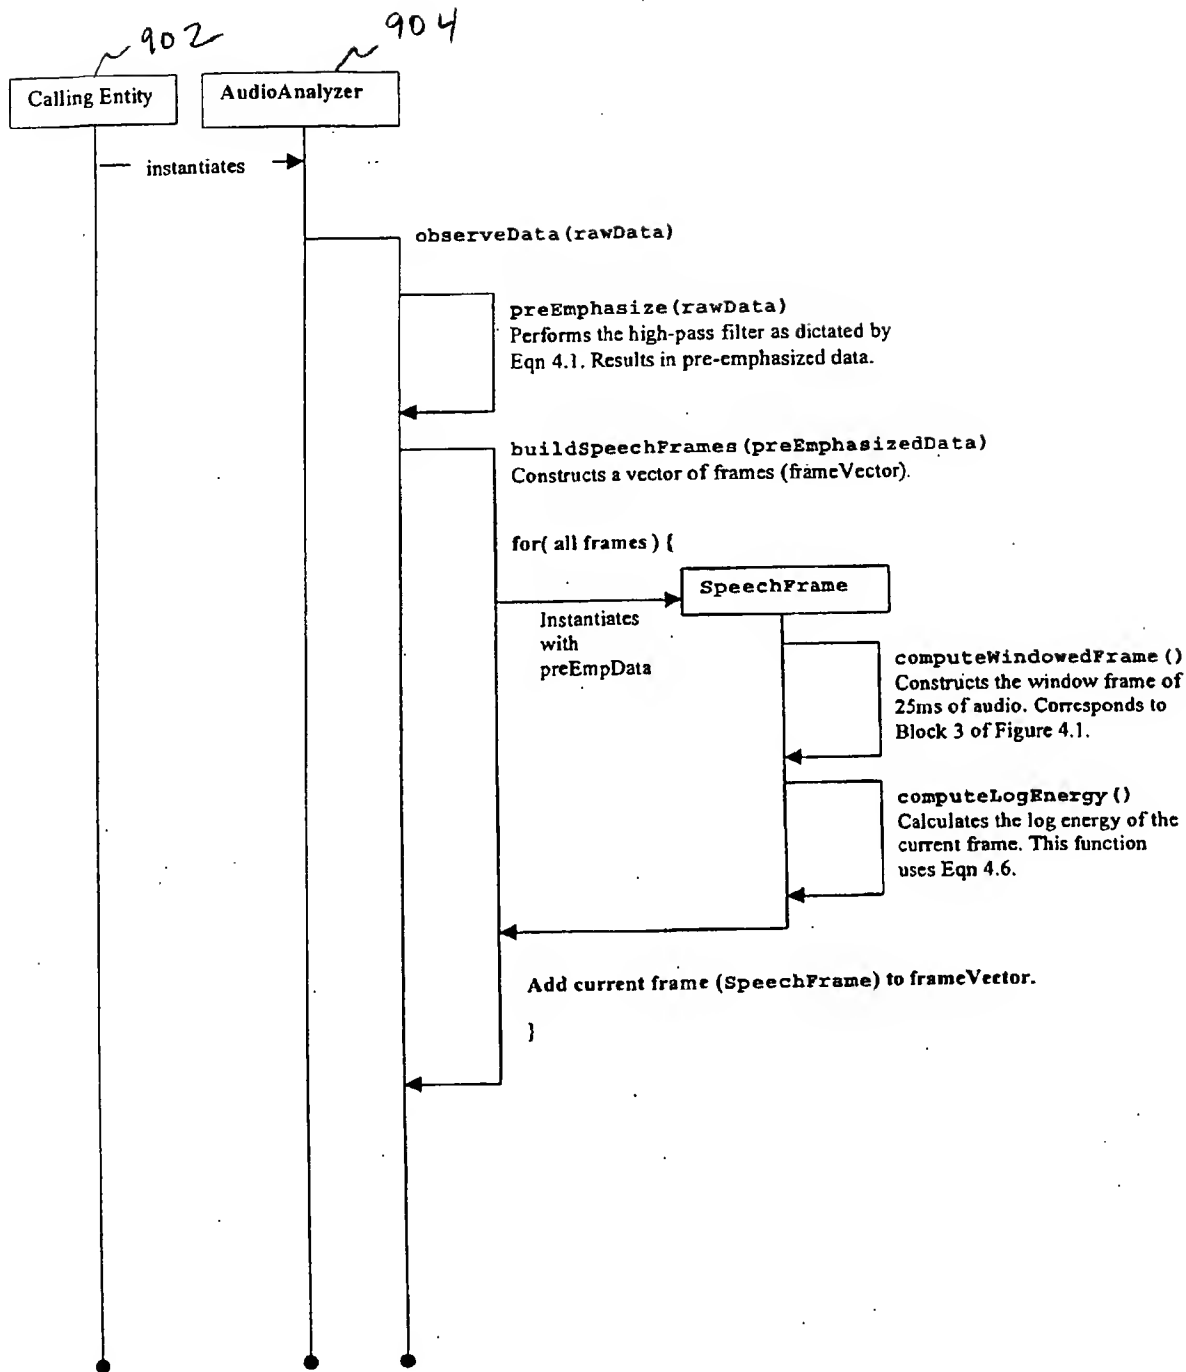 902
904
Calling Entity
AudioAnalyzer
instantiates
observeData(rawData)
preEmphasize(rawData)
Performs the high-pass filter as dictated by
Eqn 4.1. Results in pre-emphasized data.
buildSpeechFrames(preEmphasizedData)
Constructs a vector of frames (frameVector).
for( all frames ) {
SpeechFrame
Instantiates
with
preEmpData
computeWindowedFrame()
Constructs the window frame of
25ms of audio. Corresponds to
Block 3 of Figure 4.1.
computeLogEnergy()
Calculates the log energy of the
current frame. This function
uses Eqn 4.6.
Add current frame (SpeechFrame) to frameVector.
}